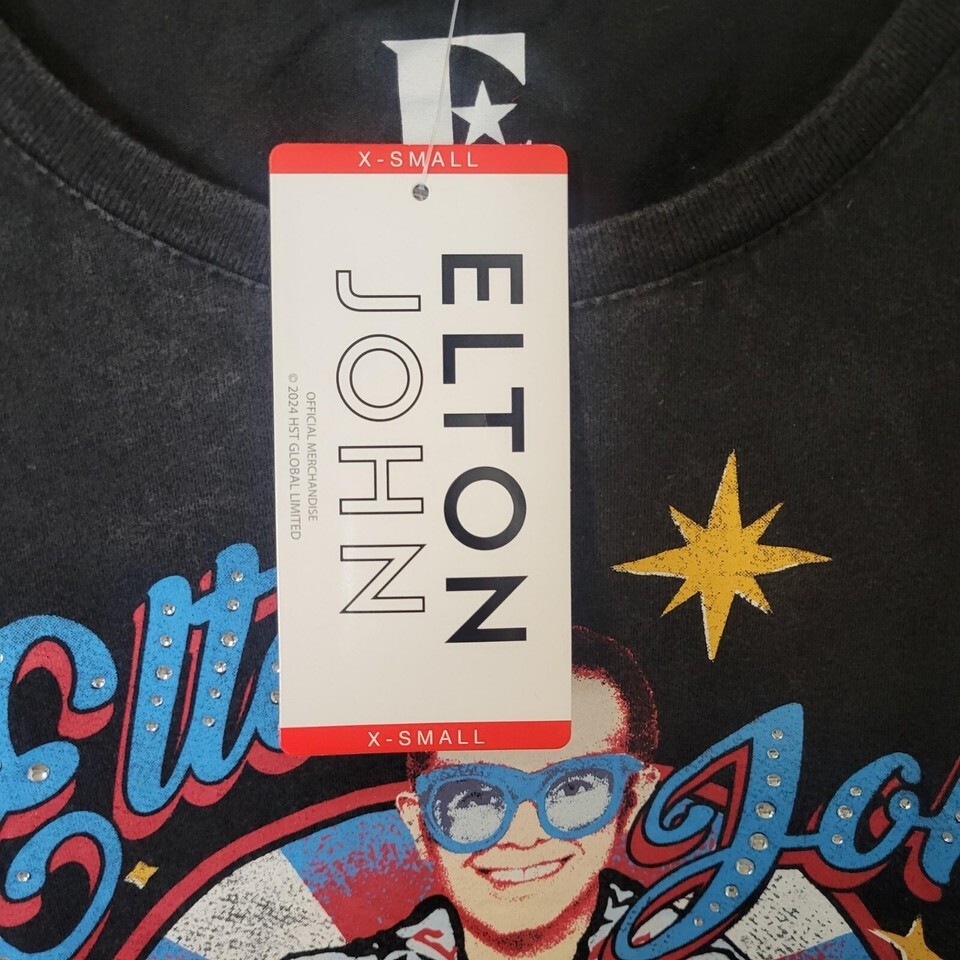 E
X-SMALL
ELTON
JOHN
OFFICIAL MERCHANDISE
© 2024 HST GLOBAL LIMITED
X-SMALL